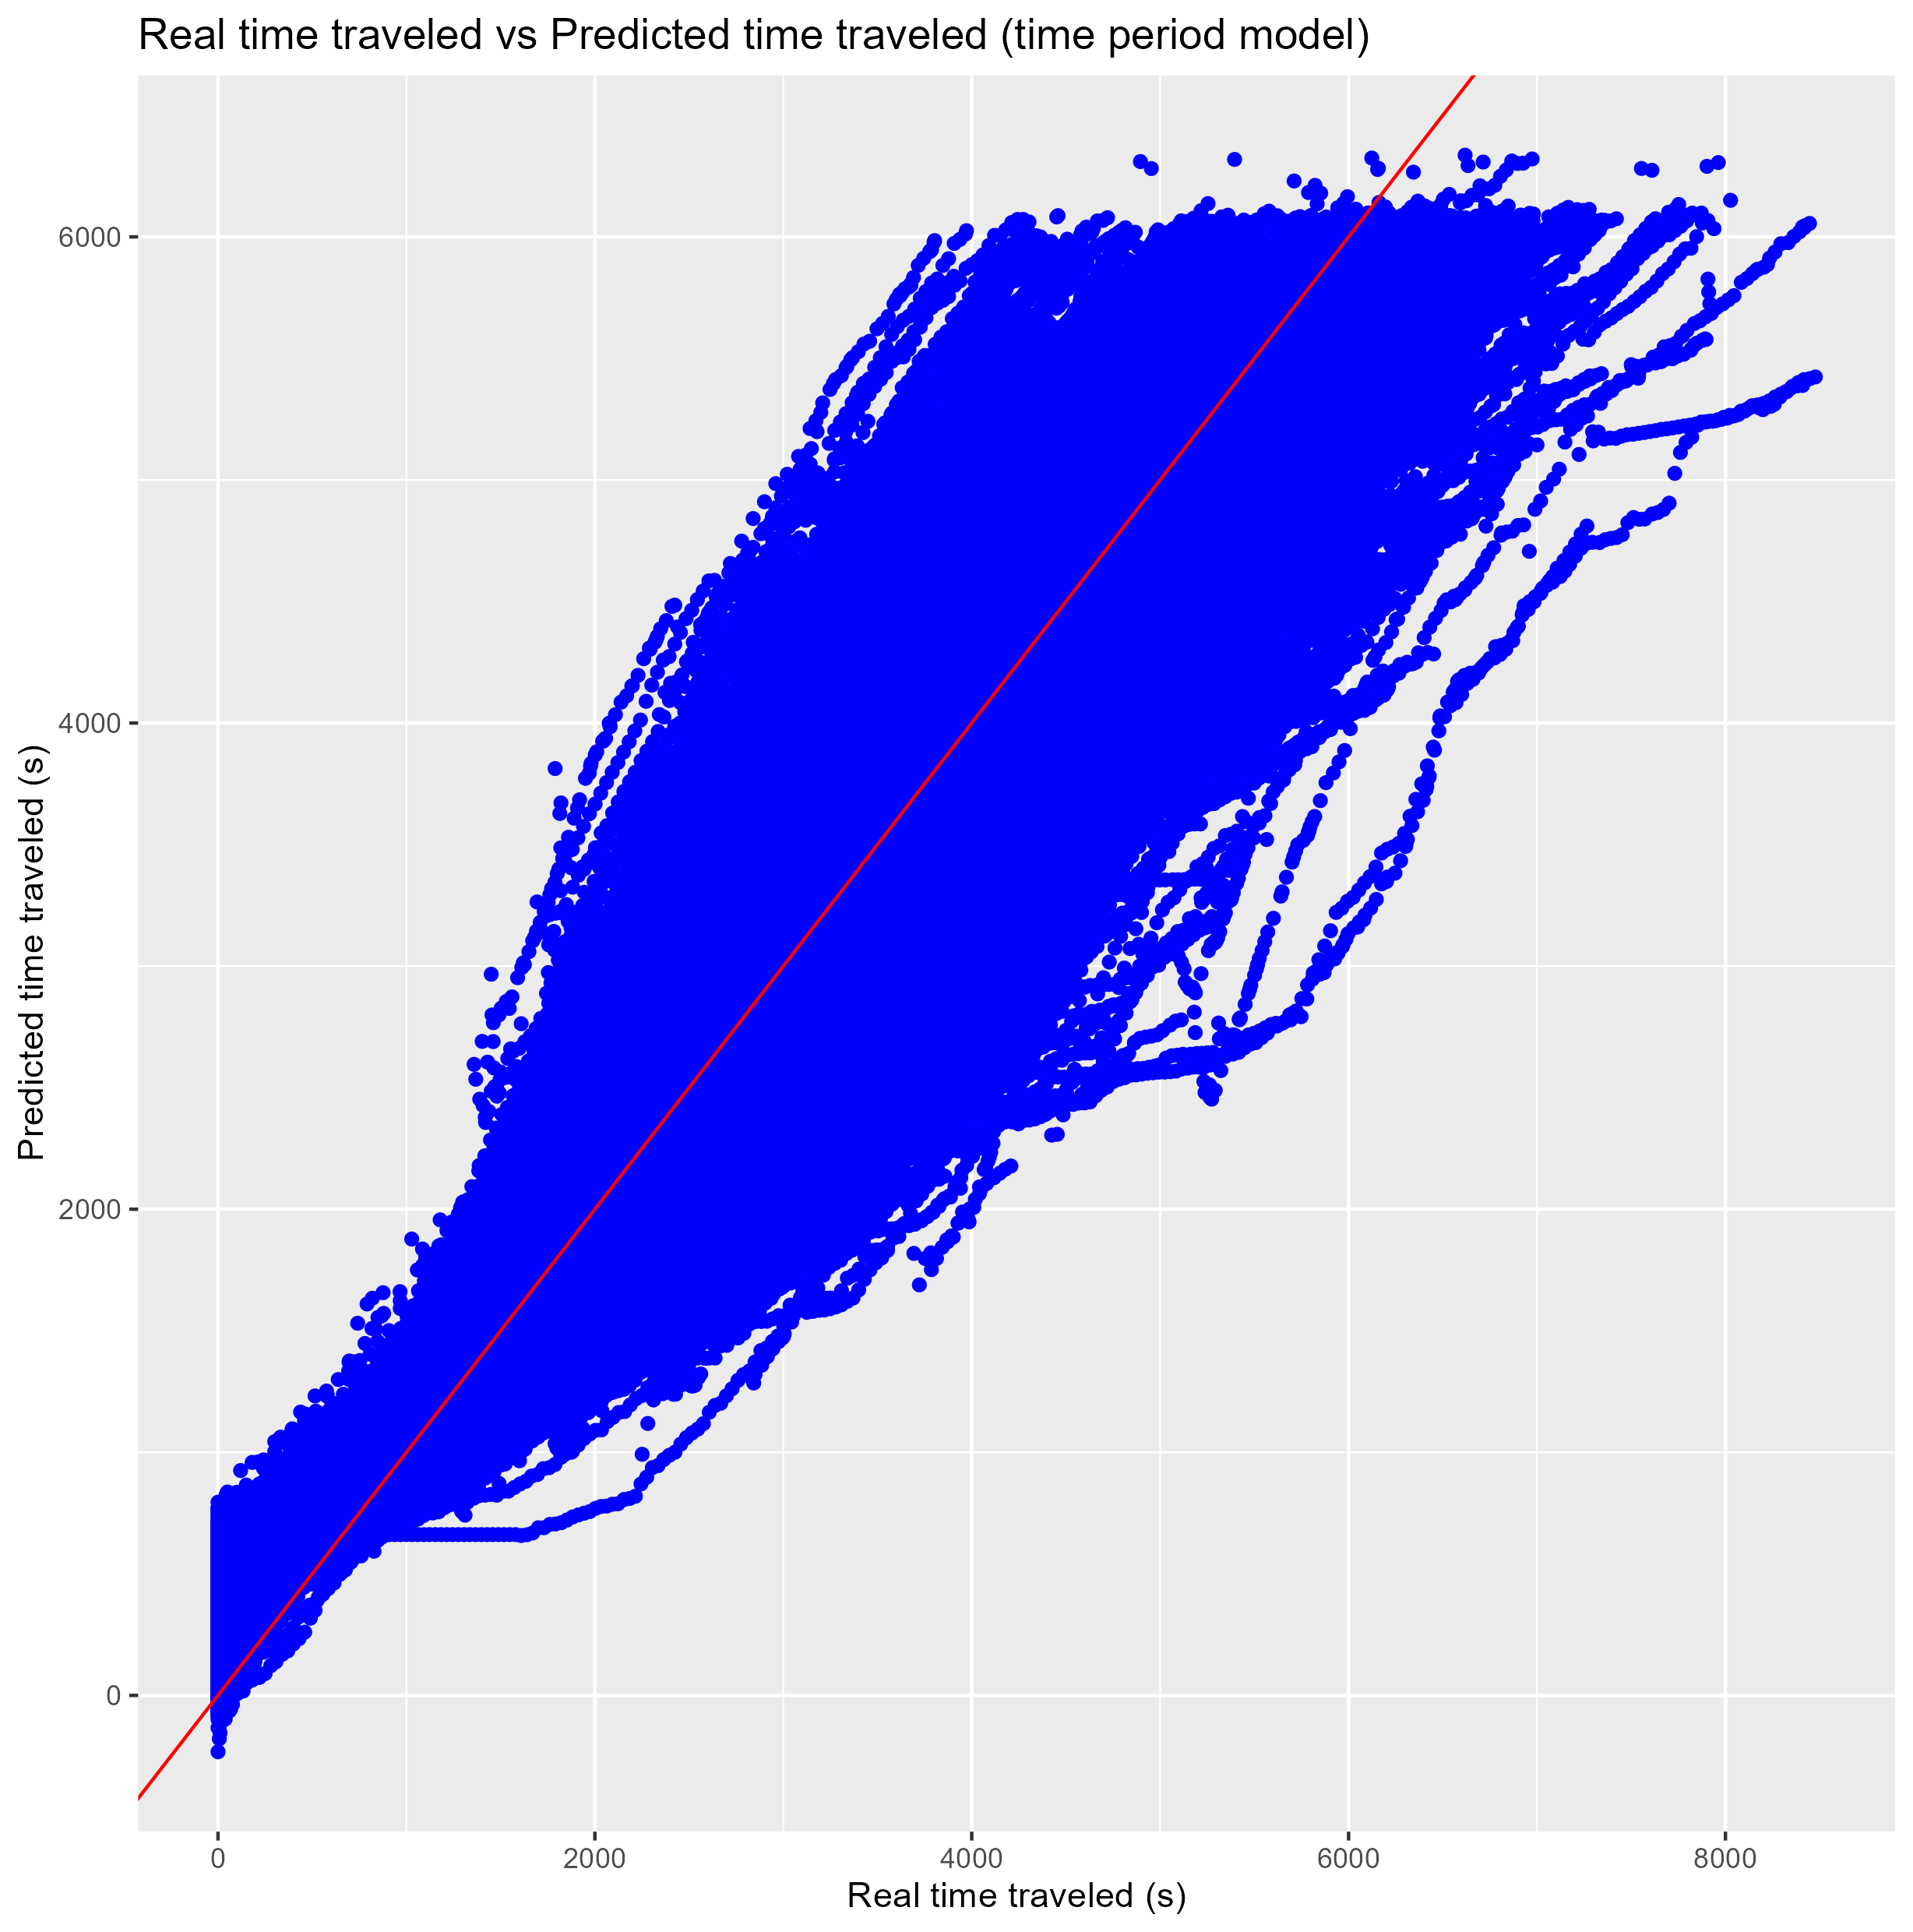 Real time traveled vs Predicted time traveled (time period model)
Predicted time traveled (s)
6000
4000
2000
0
0 2000 4000 6000 8000
Real time traveled (s)